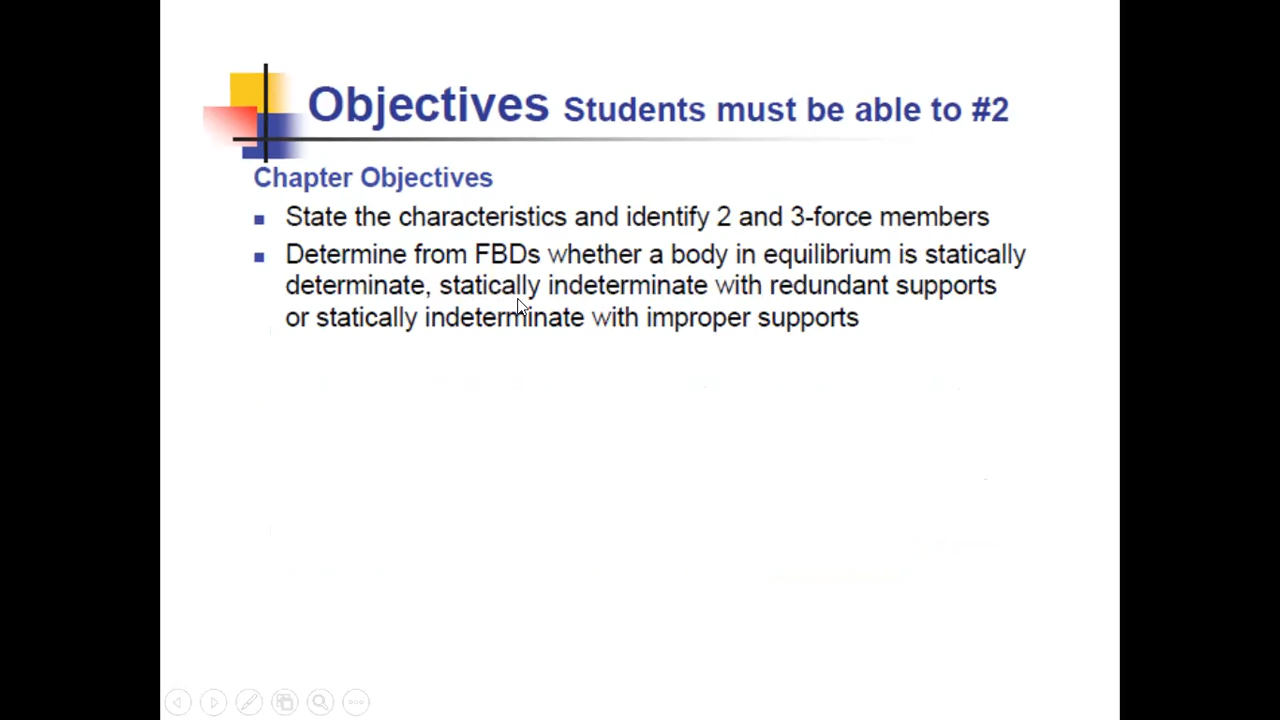 Objectives Students must be able to #2
Chapter Objectives
State the characteristics and identify 2 and 3-force members
Determine from FBDs whether a body in equilibrium is statically
determinate, statically indeterminate with redundant supports
or statically indeterminate with improper supports